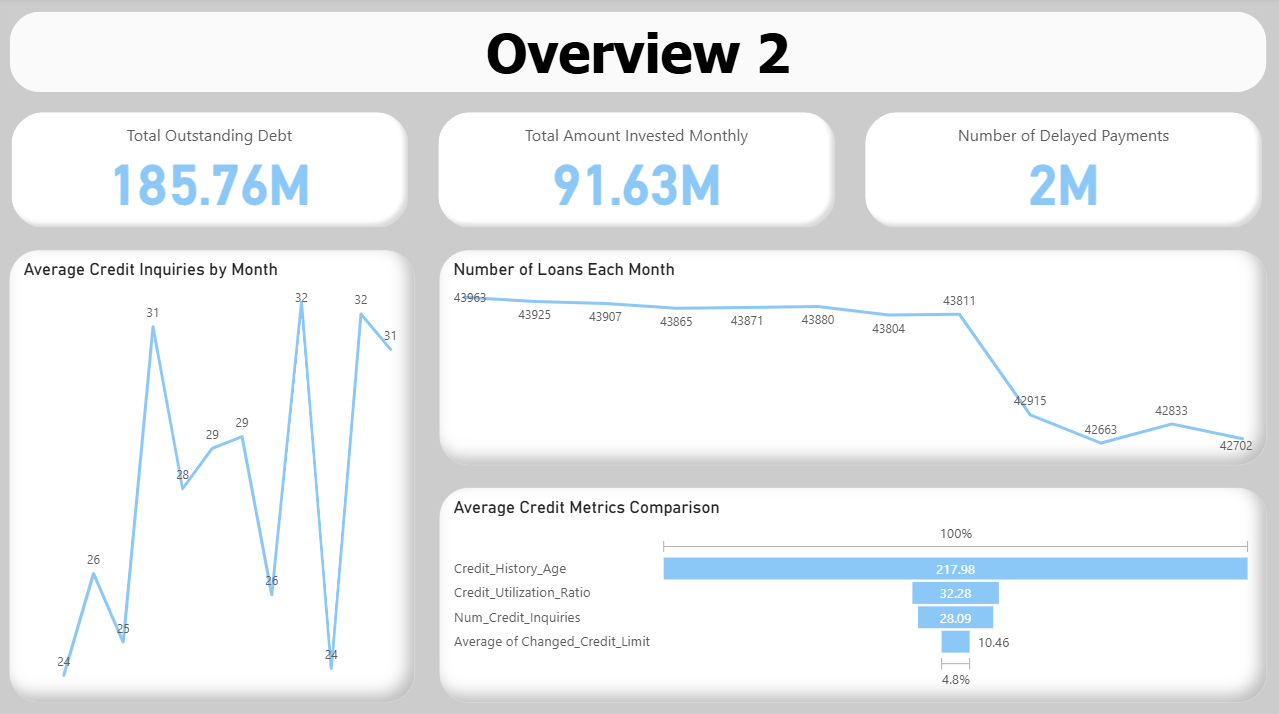 Overview 2
Total Outstanding Debt
185.76M
Total Amount Invested Monthly
91.63M
Number of Delayed Payments
2M
Average Credit Inquiries by Month
24
26
25
31
28
29
29
26
32
24
32
31
Number of Loans Each Month
43963
43925
43907
43865
43871
43880
43804
43811
42915
42663
42833
42702
Average Credit Metrics Comparison
100%
Credit_History_Age 217.98
Credit_Utilization_Ratio 32.28
Num_Credit_Inquiries 28.09
Average of Changed_Credit_Limit 10.46
4.8%